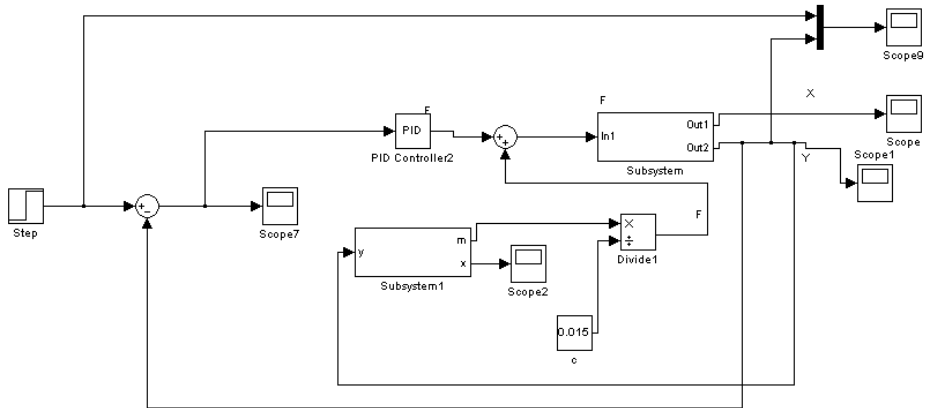 Scope9
X
F
F
PID
Out1
In1
Out2
Scope
PID Controller2
Y
Scope1
Subsystem
Step
Scope7
F
m
y
x
Divide1
Subsystem1
Scope2
0.015
c